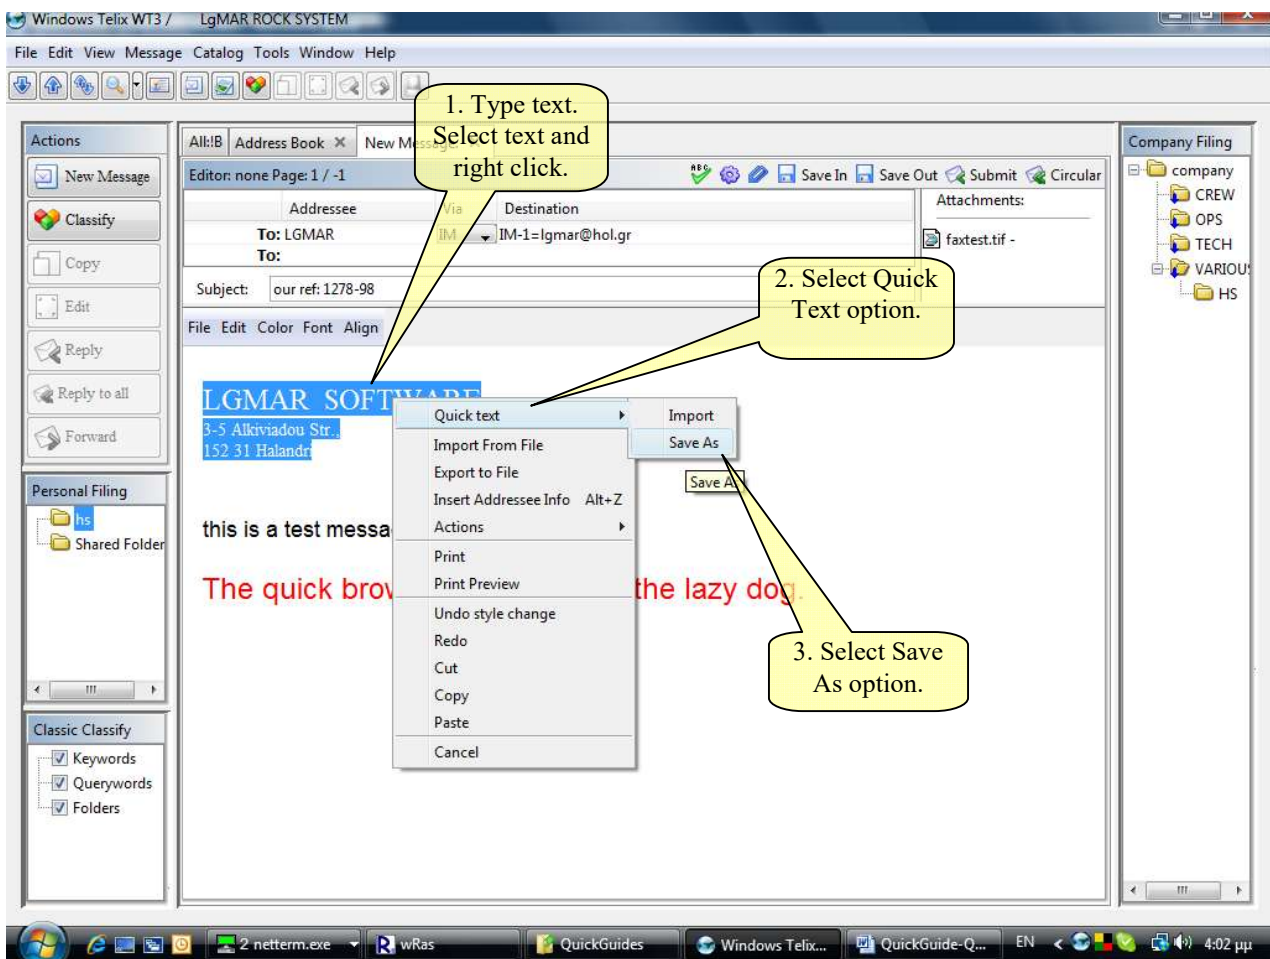 Windows Telix WT3 / LgMAR ROCK SYSTEM
File Edit View Message Catalog Tools Window Help
1. Type text.
Select text and
right click.
Actions
New Message
Classify
Copy
Edit
Reply
Reply to all
Forward
Personal Filing
hs
Shared Folder
Classic Classify
Keywords
Querywords
Folders
All:!B Address Book New Message:
Editor: none Page: 1 / -1
ABC Save In Save Out Submit Circular
Addressee Via Destination
To: LGMAR IM IM-1=lgmar@hol.gr
To:
Attachments:
faxtest.tif -
Subject: our ref: 1278-98
2. Select Quick
Text option.
File Edit Color Font Align
LGMAR SOFTWARE
3-5 Alkiviadou Str.,
152 31 Halandri
this is a test messa
The quick brow the lazy dog.
Quick text
Import From File
Export to File
Insert Addressee Info Alt+Z
Actions
Print
Print Preview
Undo style change
Redo
Cut
Copy
Paste
Cancel
Import
Save As
Save As
3. Select Save
As option.
Company Filing
company
CREW
OPS
TECH
VARIOUS
HS
2 netterm.exe wRas QuickGuides Windows Telix... QuickGuide-Q... EN 4:02 μμ